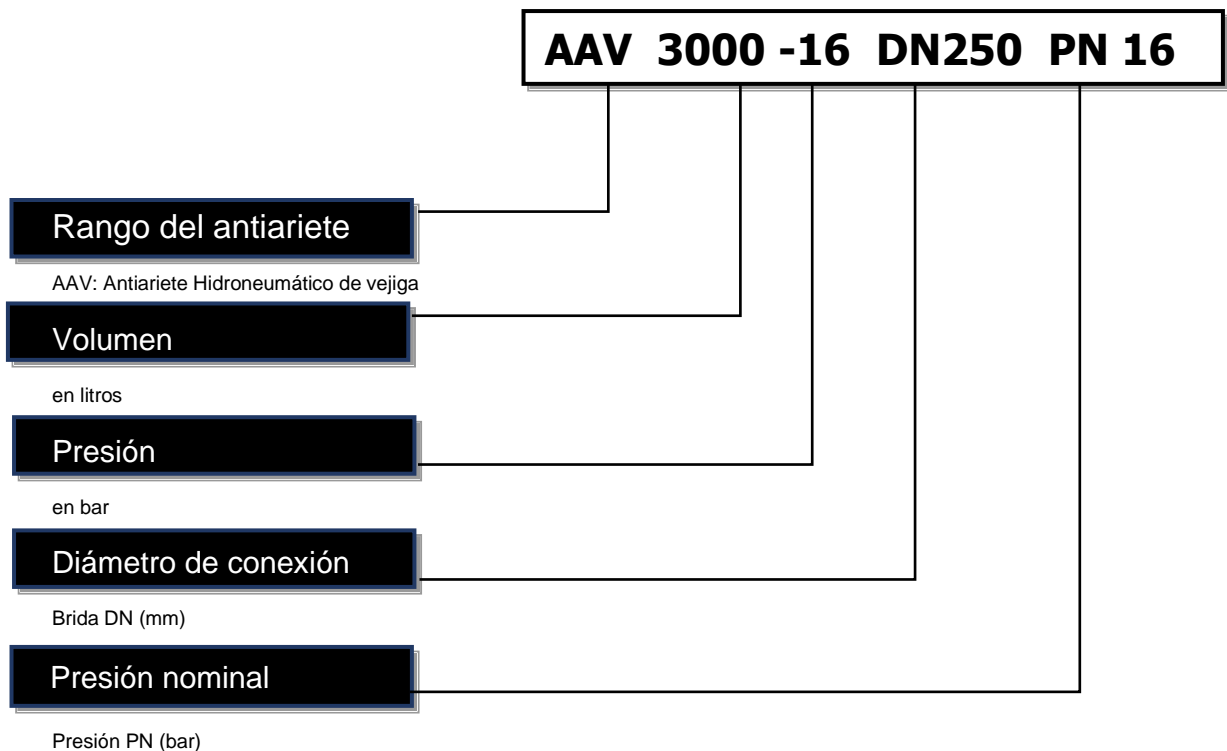 AAV 3000 -16 DN250 PN 16
Rango del antiariete
AAV: Antiariete Hidroneumático de vejiga
Volumen
en litros
Presión
en bar
Diámetro de conexión
Brida DN (mm)
Presión nominal
Presión PN (bar)